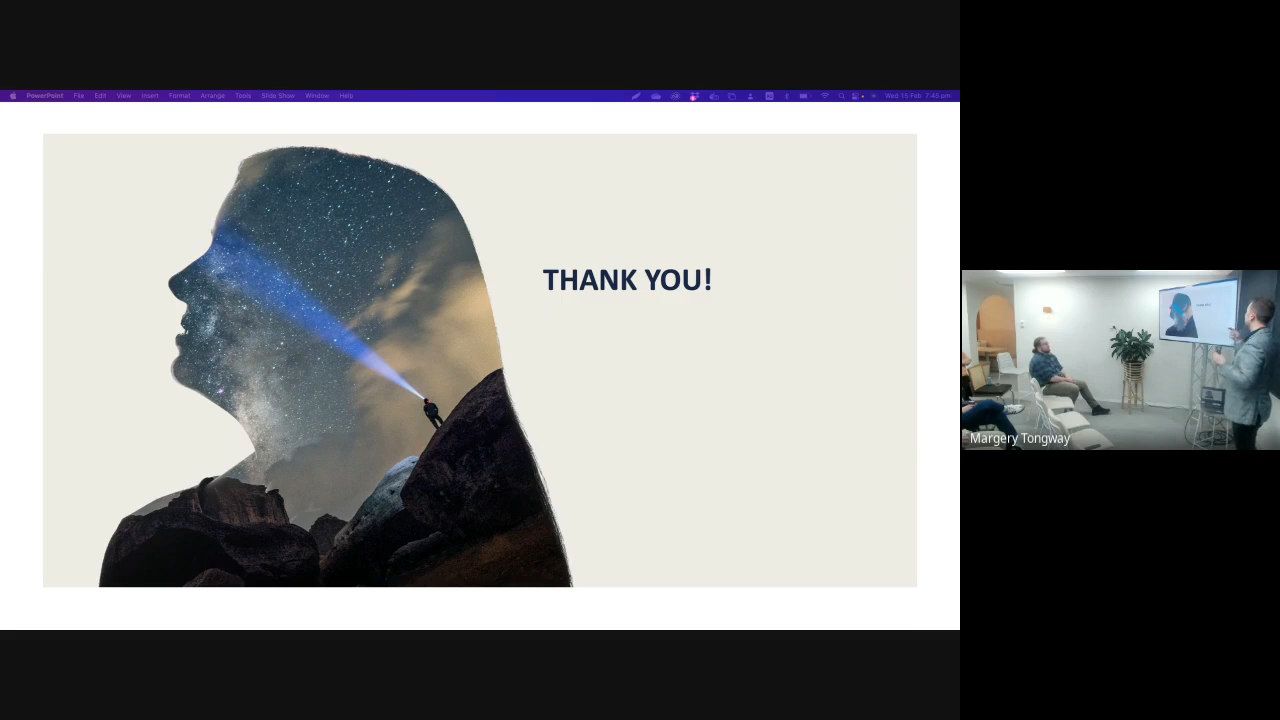 PowerPoint File Edit View Insert Format Arrange Tools Slide Show Window Help Wed 15 Feb 7:45 pm
THANK YOU!
Margery Tongway